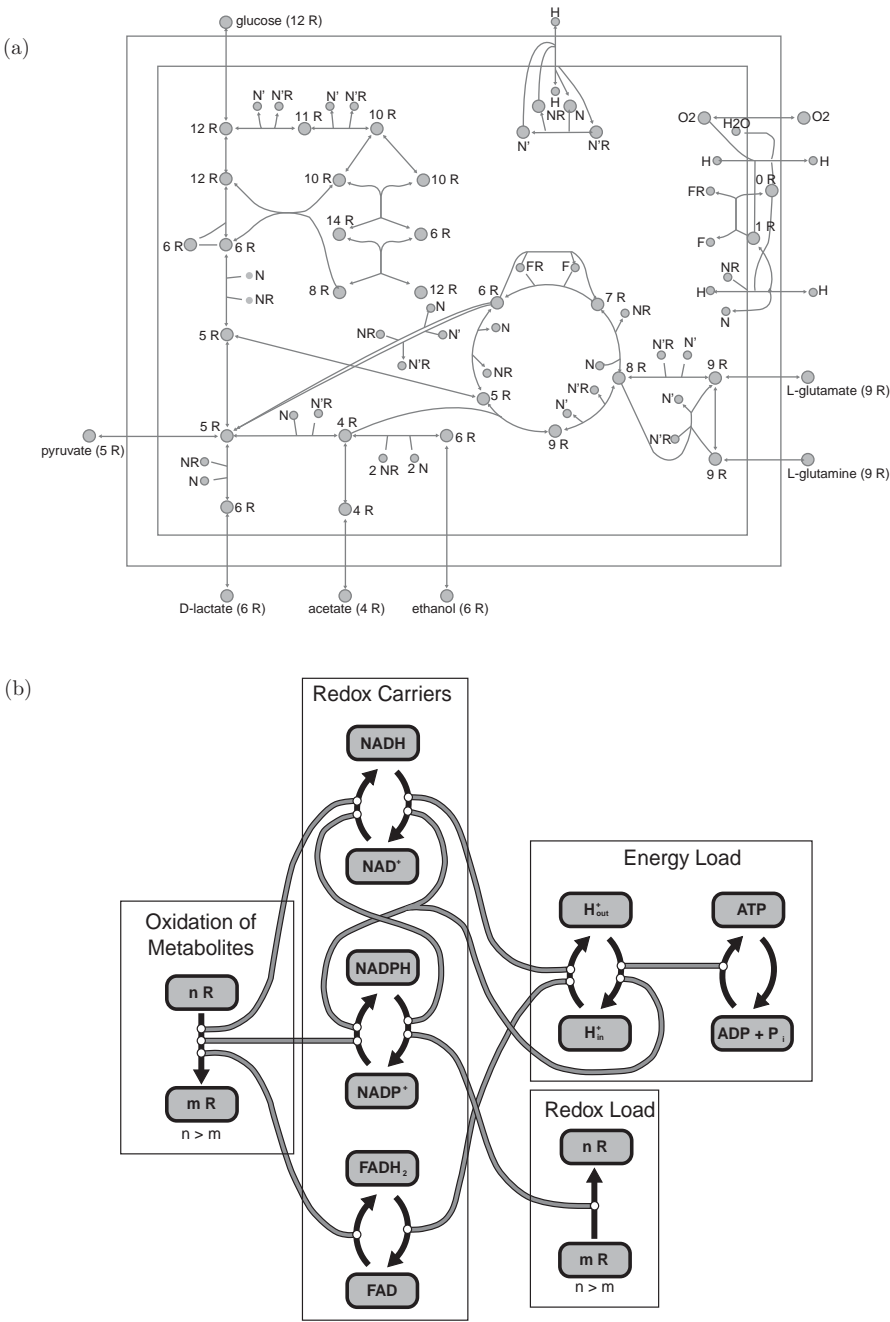 (a)
glucose (12 R)
H
N' N'R N'R
N' N'R
12 R
11 R
10 R
H
NR
N
N'
N'R
O2
O2
H2O
H
H
12 R
10 R
10 R
FR
0 R
14 R
6 R
6 R
6 R
F
1 R
N
NR
8 R
12 R
6 R
FR
F
7 R
NR
H
H
N
5 R
N
NR
N'
N'R
N
NR
NR
N
8 R
N'R
N'
9 R
L-glutamate (9 R)
5 R
N'R
N'
N'
N'R
5 R
N
N'R
4 R
6 R
9 R
9 R
L-glutamine (9 R)
pyruvate (5 R)
NR
N
2 NR
2 N
6 R
4 R
D-lactate (6 R)
acetate (4 R)
ethanol (6 R)
(b)
Redox Carriers
NADH
NAD⁺
Energy Load
H⁺out
ATP
Oxidation of
Metabolites
NADPH
n R
H⁺in
ADP + Pi
m R
n > m
NADP⁺
Redox Load
n R
FADH2
m R
n > m
FAD